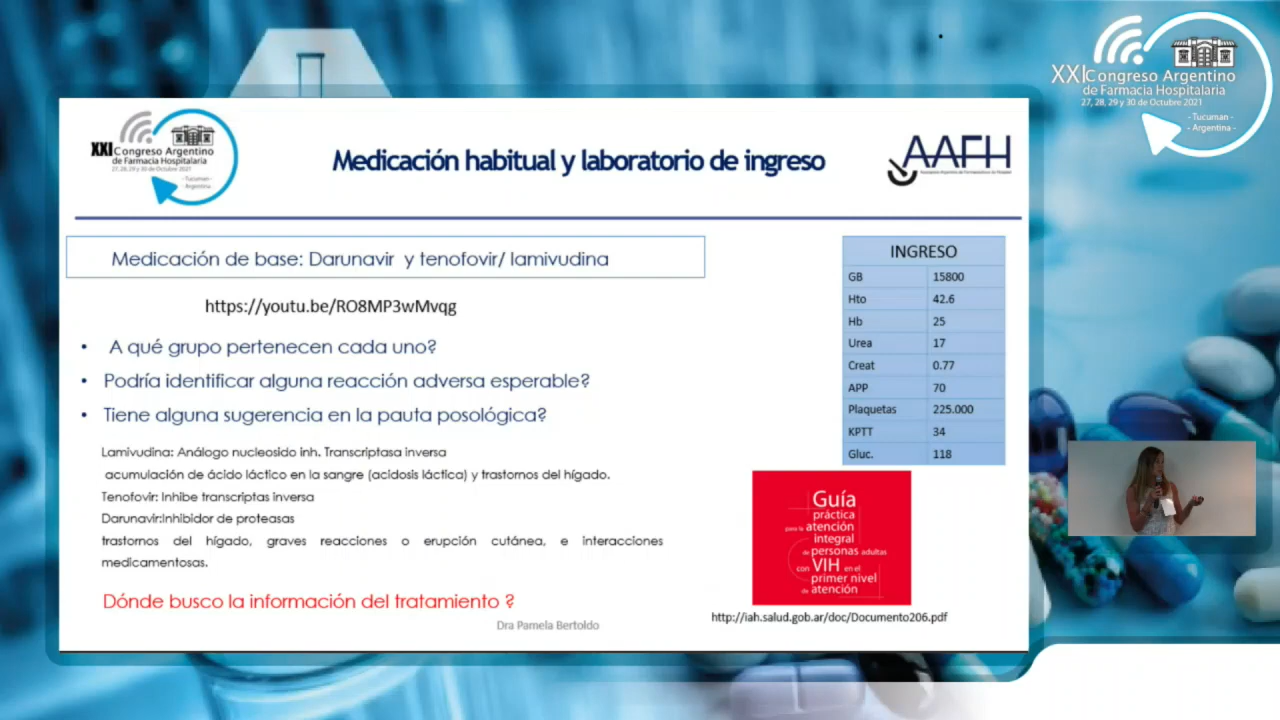 XXI Congreso Argentino
de Farmacia Hospitalaria
27, 28, 29 y 30 de Octubre 2021
- Tucuman -
- Argentina -
XXI Congreso Argentino
de Farmacia Hospitalaria
27, 28, 29 y 30 de Octubre 2021
- Tucuman -
- Argentina -
Medicación habitual y laboratorio de ingreso
AAFH
Medicación de base: Darunavir y tenofovir/ lamivudina
https://youtu.be/RO8MP3wMvqg
• A qué grupo pertenecen cada uno?
• Podría identificar alguna reacción adversa esperable?
• Tiene alguna sugerencia en la pauta posológica?
Lamivudina: Análogo nucleosido inh. Transcriptasa inversa
acumulación de ácido láctico en la sangre (acidosis láctica) y trastornos del hígado.
Tenofovir: Inhibe transcriptas inversa
Darunavir:Inhibidor de proteasas
trastornos del hígado, graves reacciones o erupción cutánea, e interacciones
medicamentosas.
Dónde busco la información del tratamiento ?
Dra Pamela Bertoldo
INGRESO
GB 15800
Hto 42.6
Hb 25
Urea 17
Creat 0.77
APP 70
Plaquetas 225.000
KPTT 34
Gluc. 118
Guía
práctica
para la atención
integral
de personas adultas
con VIH en el
primer nivel
de atención
http://iah.salud.gob.ar/doc/Documento206.pdf